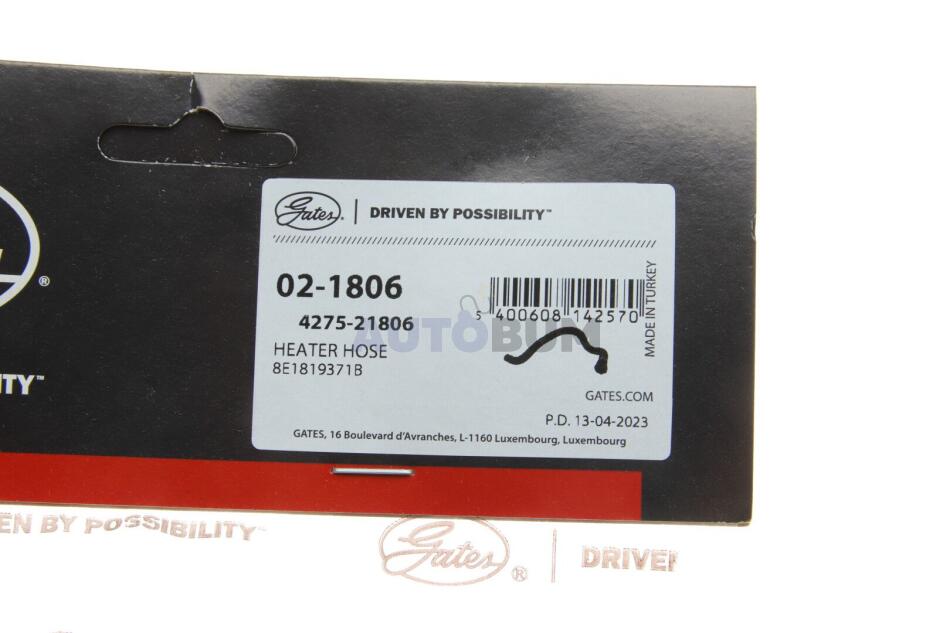 Gates® | DRIVEN BY POSSIBILITY™
02-1806
4275-21806
HEATER HOSE
8E1819371B
5 400608 142570
MADE IN TURKEY
AUTOBUM
GATES.COM
P.D. 13-04-2023
GATES, 16 Boulevard d'Avranches, L-1160 Luxembourg, Luxembourg
®
ITY™
EN BY POSSIBILITY™
Gates® | DRIVEN